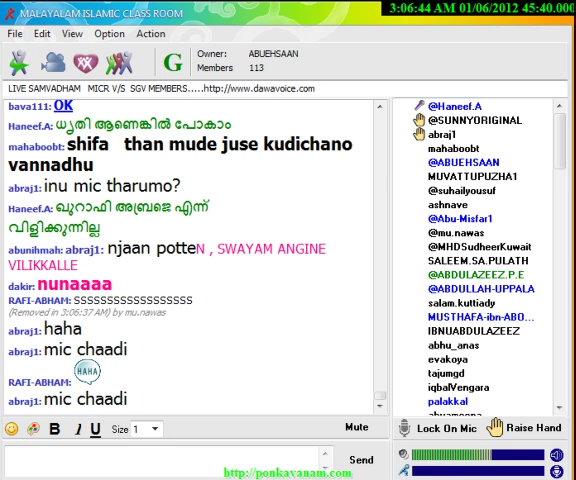 MALAYALAM ISLAMIC CLASS ROOM
3:06:44 AM 01/06/2012 45:40.000
File Edit View Option Action
G
Owner: ABUEHSAAN
Members 113
LIVE SAMVADHAM MICR V/S SGV MEMBERS.....http://www.dawavoice.com
bava111: OK
Haneef.A: ധൃതി ആണെങ്കില്‍ പോകാം
mahaboobt: shifa than mude juse kudichano
vannadhu
abraj1: inu mic tharumo?
Haneef.A: ഖുറാഫി അബ്രജെ എന്ന്
വിളിക്കുന്നില്ല
abunihmah: abraj1: njaan potteN , SWAYAM ANGINE
VILIKKALLE
dakir: nunaaaa
RAFI-ABHAM: SSSSSSSSSSSSSSSSSS
(Removed in 3:06:37 AM) by mu.nawas
abraj1: haha
abraj1: mic chaadi
RAFI-ABHAM: HAHA
abraj1: mic chaadi
@Haneef.A
@SUNNYORIGINAL
abraj1
mahaboobt
@ABUEHSAAN
MUVATTUPUZHA1
@suhailyousuf
ashnave
@Abu-Misfar1
@mu.nawas
@MHDSudheerKuwait
SALEEM.SA.PULATH
@ABDULAZEEZ.P.E
@ABDULLAH-UPPALA
salam.kuttiady
MUSTHAFA-ibn-ABO...
IBNUABDULAZEEZ
abhu_anas
evakoya
tajumgd
iqbalVengara
palakkal
B I U Size 1 Mute
Lock On Mic Raise Hand
Send
http://ponkavanam.com